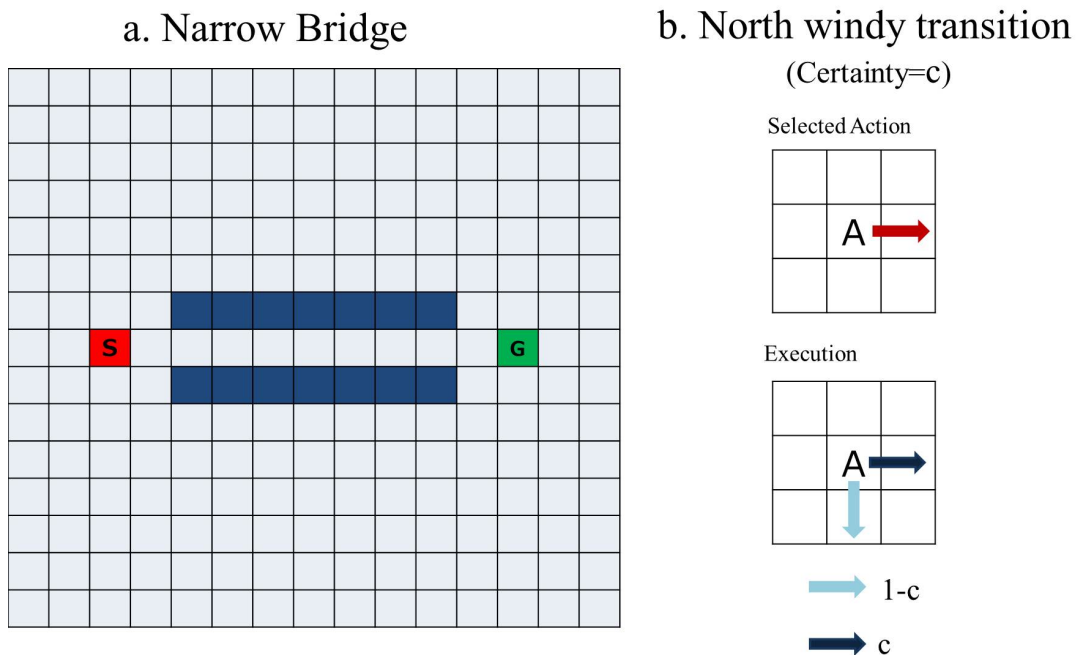 a. Narrow Bridge
S
G
b. North windy transition
(Certainty=c)
Selected Action
A
Execution
A
1-c
c